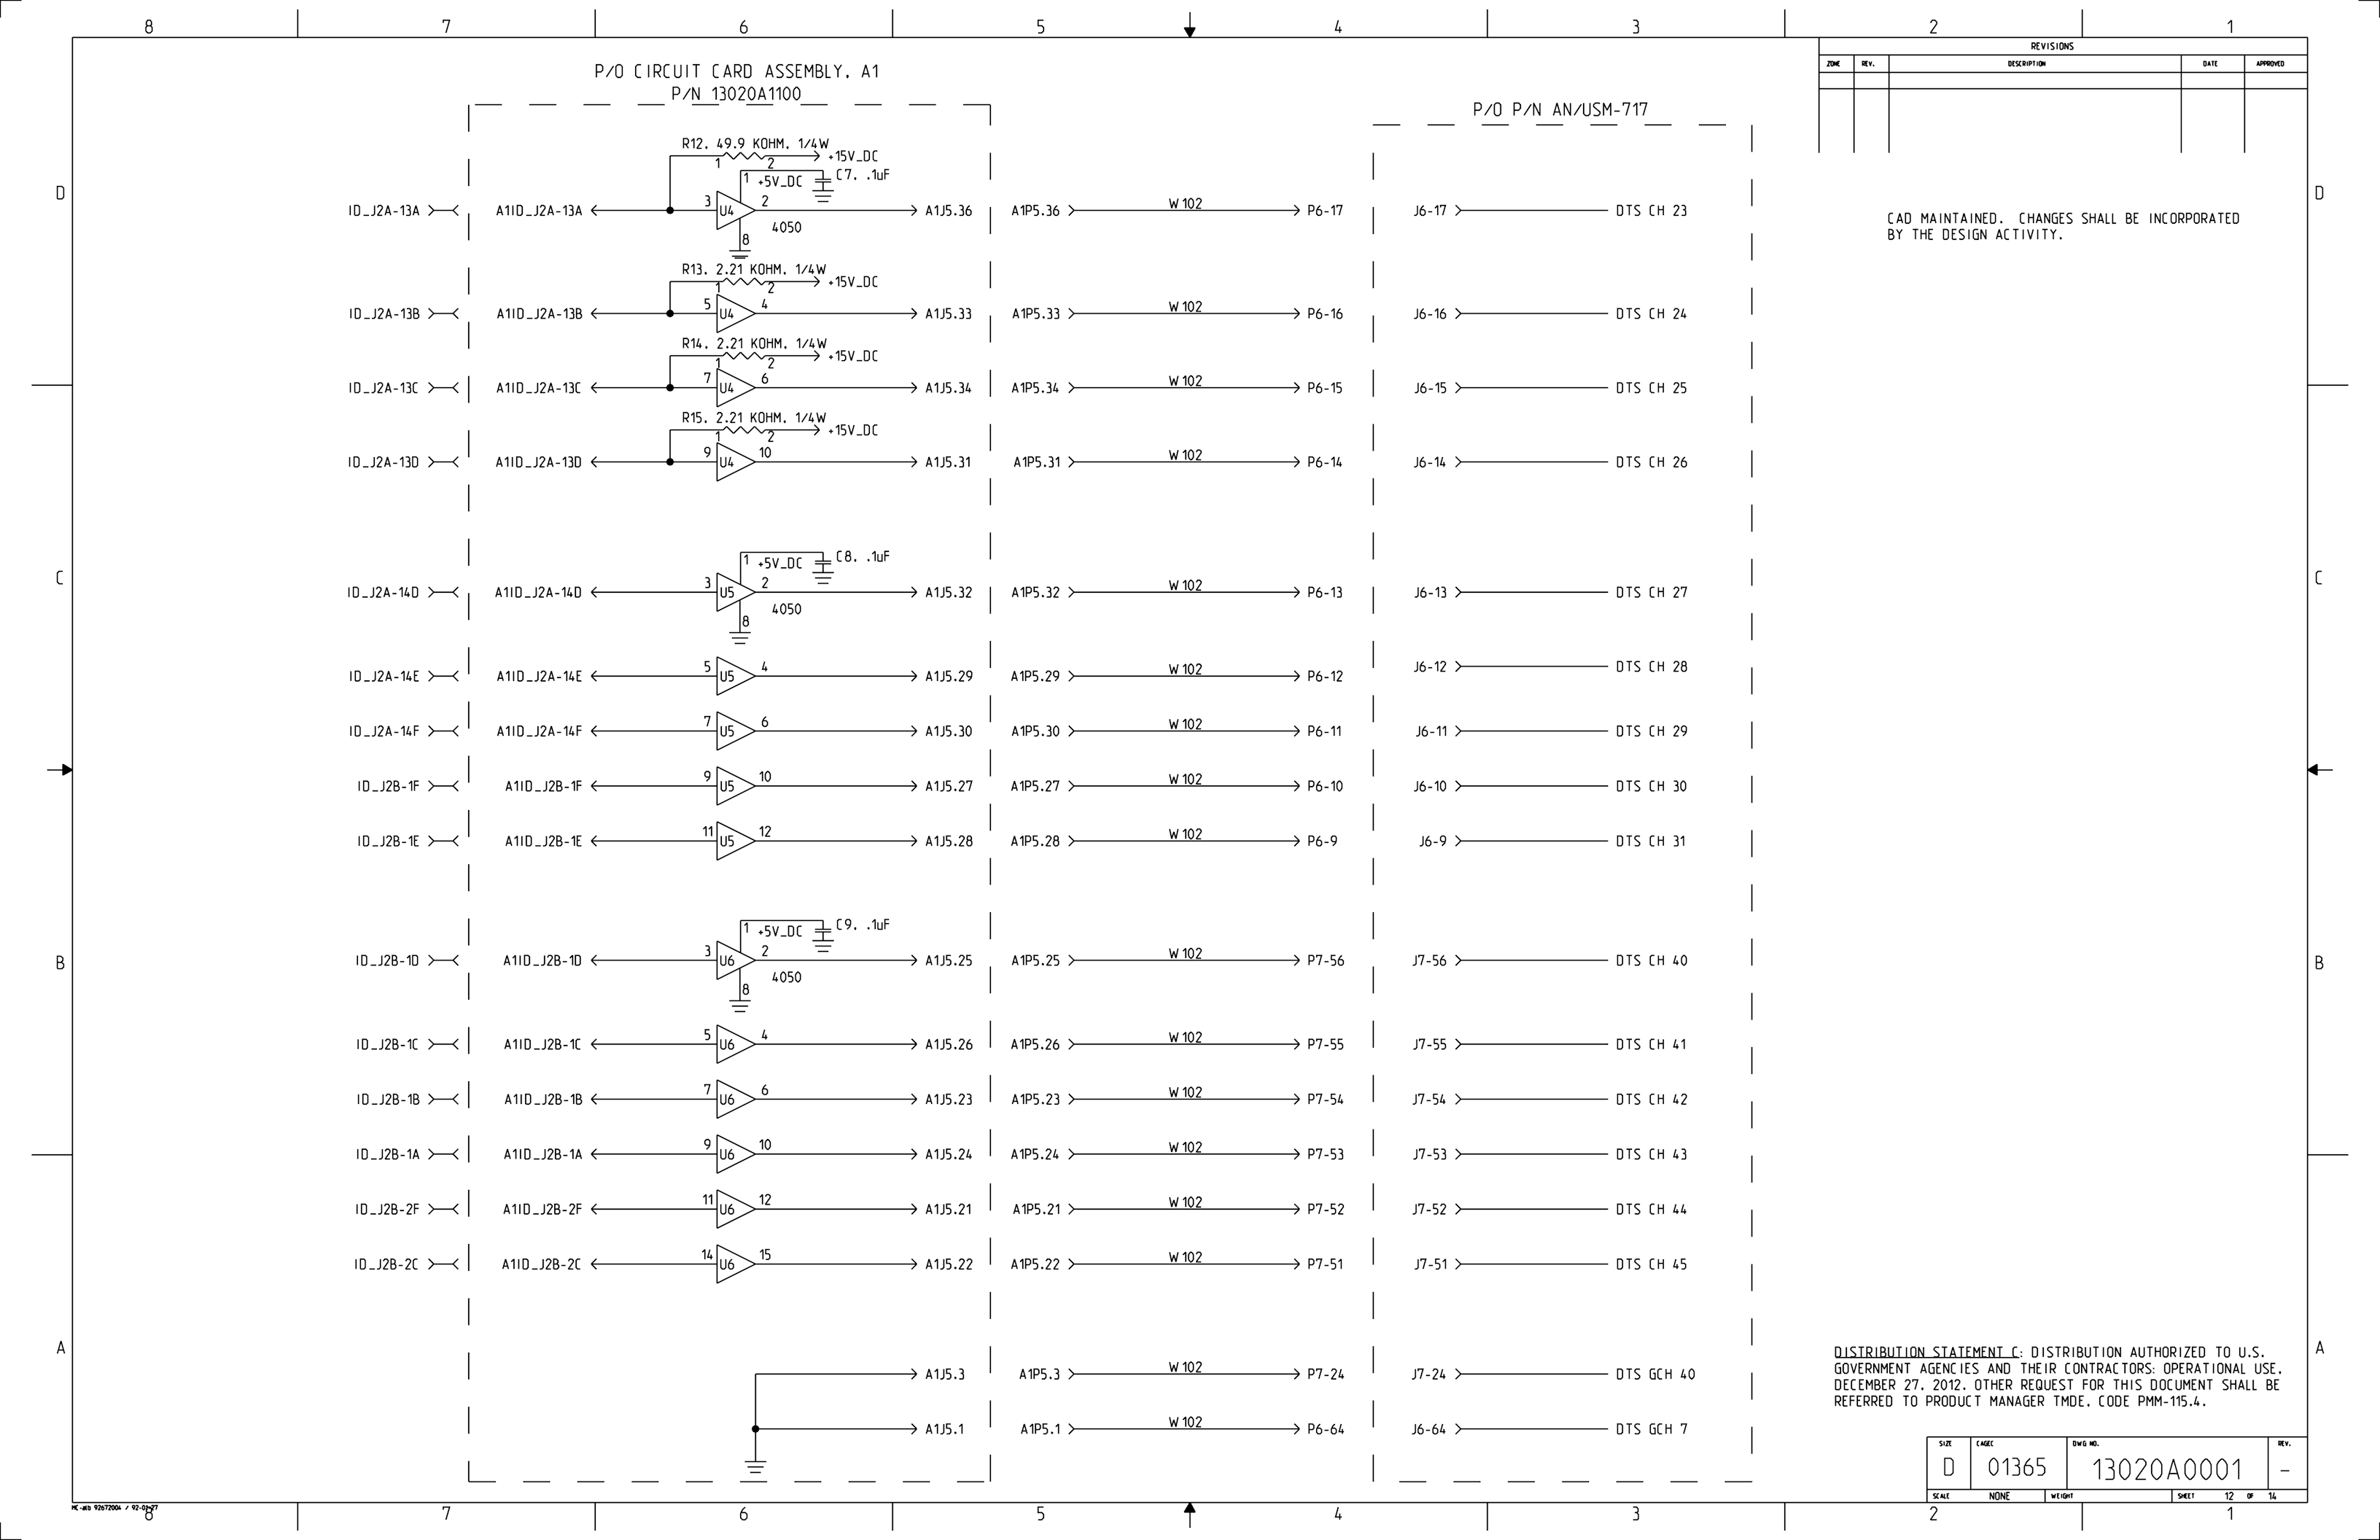 8 7 6 5 4 3 2 1
P/O CIRCUIT CARD ASSEMBLY, A1
P/N 13020A1100
P/O P/N AN/USM-717
REVISIONS
ZONE REV. DESCRIPTION DATE APPROVED
CAD MAINTAINED. CHANGES SHALL BE INCORPORATED
BY THE DESIGN ACTIVITY.
D D
R12, 49.9 KOHM, 1/4W
1 2 +15V_DC
1 +5V_DC C7, .1uF
ID_J2A-13A A1ID_J2A-13A 3 U4 2 A1J5.36 A1P5.36 W102 P6-17 J6-17 DTS CH 23
4050
8
R13, 2.21 KOHM, 1/4W
1 2 +15V_DC
ID_J2A-13B A1ID_J2A-13B 5 U4 4 A1J5.33 A1P5.33 W102 P6-16 J6-16 DTS CH 24
R14, 2.21 KOHM, 1/4W
1 2 +15V_DC
ID_J2A-13C A1ID_J2A-13C 7 U4 6 A1J5.34 A1P5.34 W102 P6-15 J6-15 DTS CH 25
R15, 2.21 KOHM, 1/4W
1 2 +15V_DC
ID_J2A-13D A1ID_J2A-13D 9 U4 10 A1J5.31 A1P5.31 W102 P6-14 J6-14 DTS CH 26
C C
1 +5V_DC C8, .1uF
ID_J2A-14D A1ID_J2A-14D 3 U5 2 A1J5.32 A1P5.32 W102 P6-13 J6-13 DTS CH 27
4050
8
ID_J2A-14E A1ID_J2A-14E 5 U5 4 A1J5.29 A1P5.29 W102 P6-12 J6-12 DTS CH 28
ID_J2A-14F A1ID_J2A-14F 7 U5 6 A1J5.30 A1P5.30 W102 P6-11 J6-11 DTS CH 29
ID_J2B-1F A1ID_J2B-1F 9 U5 10 A1J5.27 A1P5.27 W102 P6-10 J6-10 DTS CH 30
ID_J2B-1E A1ID_J2B-1E 11 U5 12 A1J5.28 A1P5.28 W102 P6-9 J6-9 DTS CH 31
B B
1 +5V_DC C9, .1uF
ID_J2B-1D A1ID_J2B-1D 3 U6 2 A1J5.25 A1P5.25 W102 P7-56 J7-56 DTS CH 40
4050
8
ID_J2B-1C A1ID_J2B-1C 5 U6 4 A1J5.26 A1P5.26 W102 P7-55 J7-55 DTS CH 41
ID_J2B-1B A1ID_J2B-1B 7 U6 6 A1J5.23 A1P5.23 W102 P7-54 J7-54 DTS CH 42
ID_J2B-1A A1ID_J2B-1A 9 U6 10 A1J5.24 A1P5.24 W102 P7-53 J7-53 DTS CH 43
ID_J2B-2F A1ID_J2B-2F 11 U6 12 A1J5.21 A1P5.21 W102 P7-52 J7-52 DTS CH 44
ID_J2B-2C A1ID_J2B-2C 14 U6 15 A1J5.22 A1P5.22 W102 P7-51 J7-51 DTS CH 45
A A
A1J5.3 A1P5.3 W102 P7-24 J7-24 DTS GCH 40
A1J5.1 A1P5.1 W102 P6-64 J6-64 DTS GCH 7
DISTRIBUTION STATEMENT C: DISTRIBUTION AUTHORIZED TO U.S.
GOVERNMENT AGENCIES AND THEIR CONTRACTORS: OPERATIONAL USE,
DECEMBER 27, 2012. OTHER REQUEST FOR THIS DOCUMENT SHALL BE
REFERRED TO PRODUCT MANAGER TMDE, CODE PMM-115.4.
SIZE CAGEC DWG NO. REV.
D 01365 13020A0001 -
SCALE NONE WEIGHT SHEET 12 OF 14
8 7 6 5 4 3 2 1